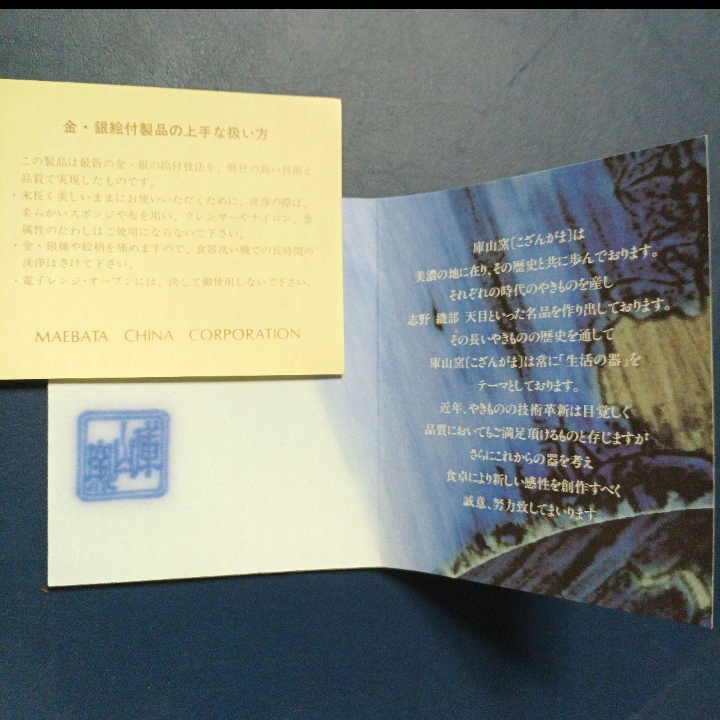 金・銀絵付製品の上手な扱い方
この製品は最新の金・銀の絵付技法を、弊社の高い技術と
品質で実現したものです。
・末長く美しいままにお使いいただくために、洗浄の際は、
柔らかいスポンジや布を用い、クレンザーやナイロン、金
属性のたわしはご使用にならないで下さい。
・金・銀線や絵柄を痛めますので、食器洗い機での長時間の
洗浄はさけて下さい。
・電子レンジ・オーブンには、決して御使用しないで下さい。
MAEBATA CHINA CORPORATION
庫山窯
庫山窯〔こざんがま〕は
美濃の地に在り、その歴史と共に歩んでおります。
それぞれの時代のやきものを産し
志野 織部 天目といった名品を作り出しております。
その長いやきものの歴史を通して
庫山窯〔こざんがま〕は常に「生活の器」を
テーマとしております。
近年、やきものの技術革新は目覚しく
品質においてもご満足頂けるものと存じますが
さらにこれからの器を考え
食卓により新しい感性を創作すべく
誠意、努力致してまいります